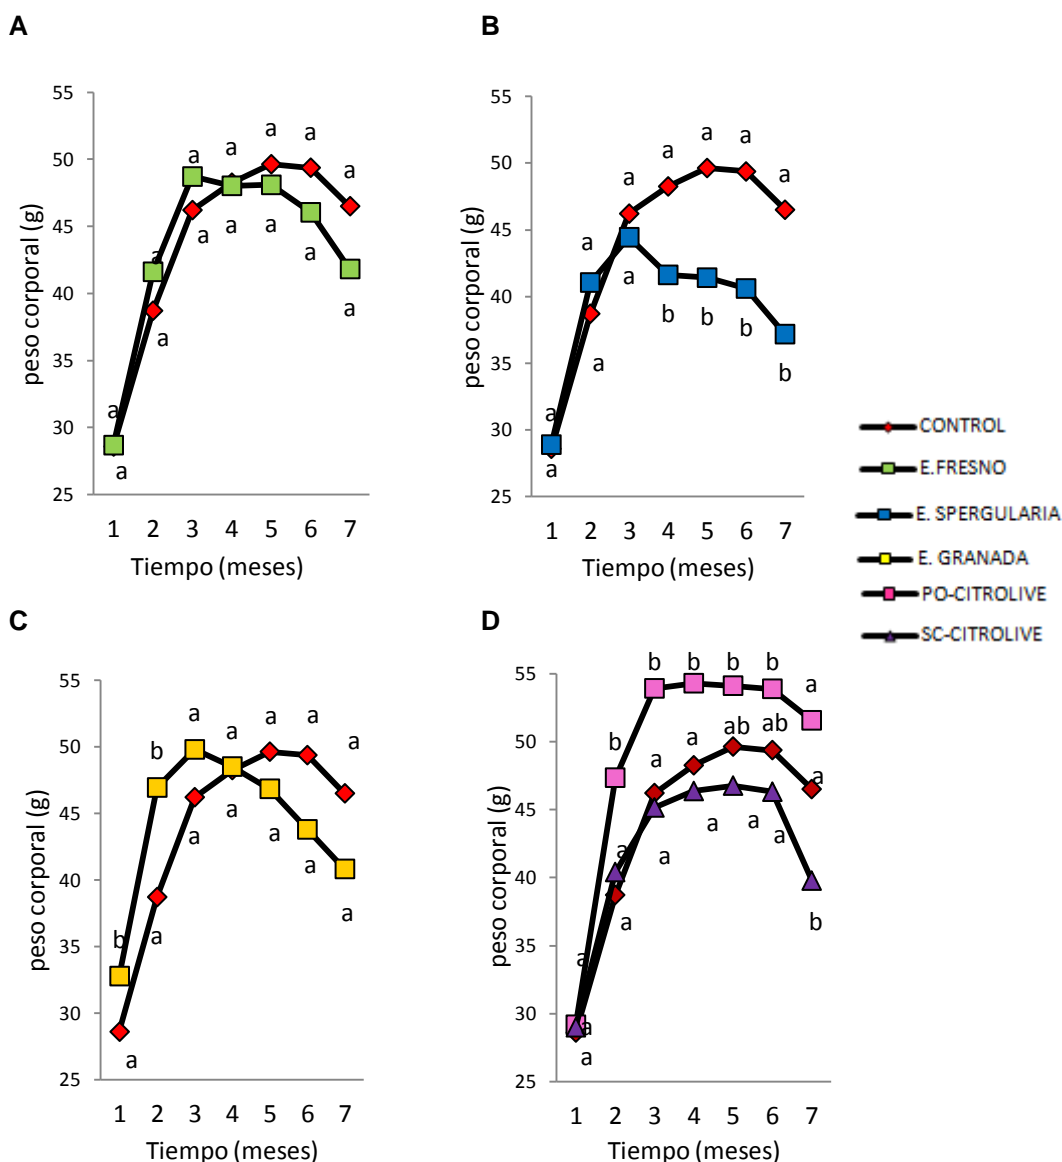 A
peso corporal (g)
55
50
45
40
35
30
25
a a a a a a a
a a a a a a a
1 2 3 4 5 6 7
Tiempo (meses)
B
peso corporal (g)
55
50
45
40
35
30
25
a a a a a a a
a a a b b b b
1 2 3 4 5 6 7
Tiempo (meses)
CONTROL
E.FRESNO
E. SPERGULARIA
E. GRANADA
PO-CITROLIVE
SC-CITROLIVE
C
peso corporal (g)
55
50
45
40
35
30
25
b b a a a a a
a a a a a a a
1 2 3 4 5 6 7
Tiempo (meses)
D
peso corporal (g)
55
50
45
40
35
30
25
a b b b b b a
a a a a ab ab a
a a a a a a b
1 2 3 4 5 6 7
Tiempo (meses)